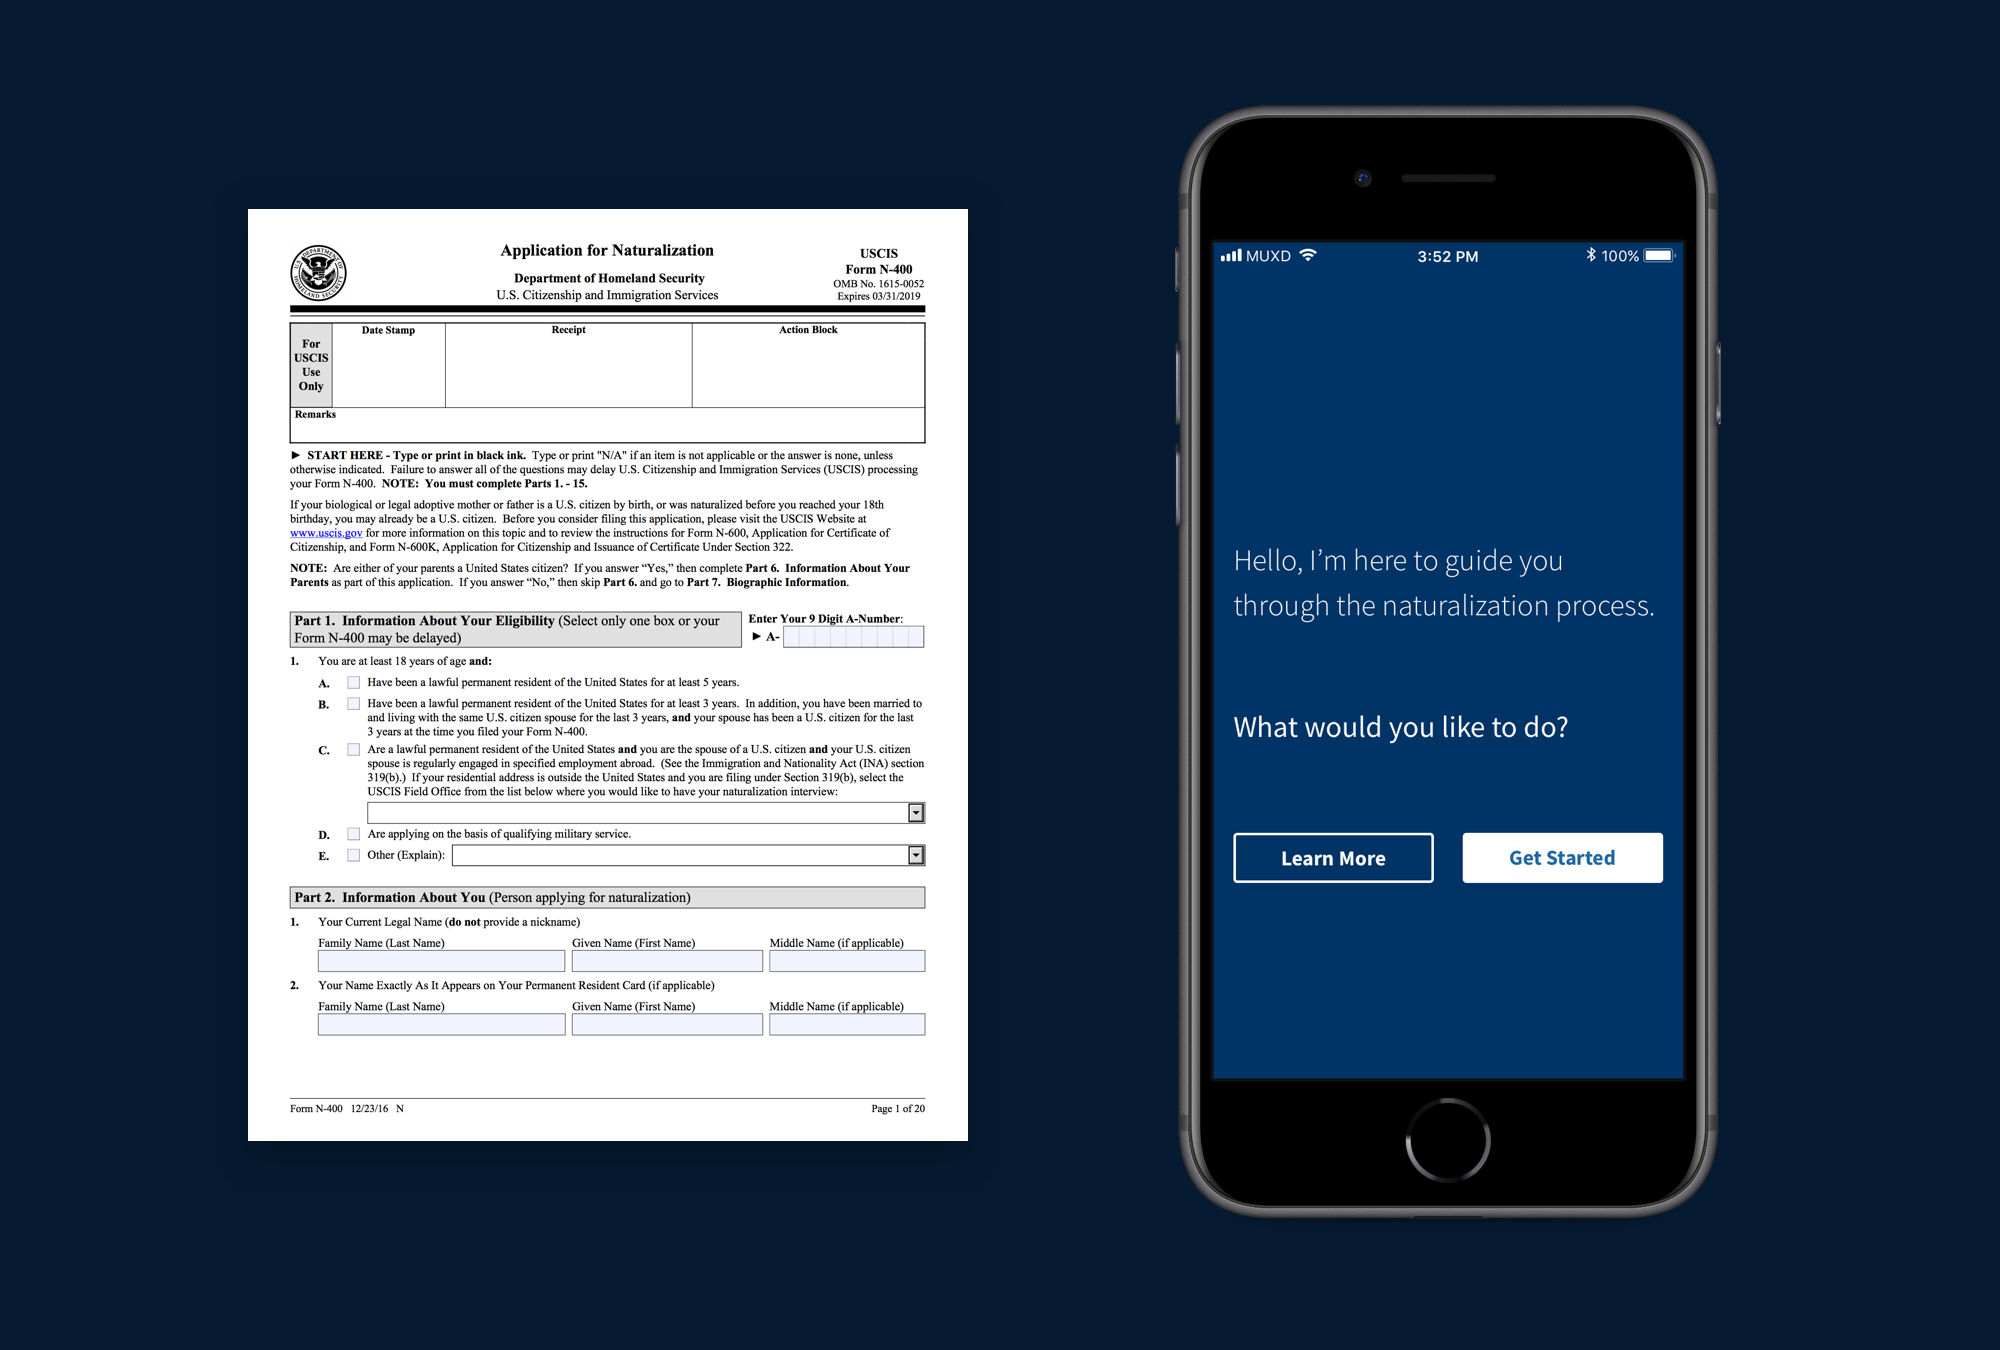 Application for Naturalization
Department of Homeland Security
U.S. Citizenship and Immigration Services
USCIS
Form N-400
OMB No. 1615-0052
Expires 03/31/2019
U.S. DEPARTMENT OF HOMELAND SECURITY
For
USCIS
Use
Only
Date Stamp
Receipt
Action Block
Remarks
► START HERE - Type or print in black ink. Type or print "N/A" if an item is not applicable or the answer is none, unless
otherwise indicated. Failure to answer all of the questions may delay U.S. Citizenship and Immigration Services (USCIS) processing
your Form N-400. NOTE: You must complete Parts 1. - 15.
If your biological or legal adoptive mother or father is a U.S. citizen by birth, or was naturalized before you reached your 18th
birthday, you may already be a U.S. citizen. Before you consider filing this application, please visit the USCIS Website at
www.uscis.gov for more information on this topic and to review the instructions for Form N-600, Application for Certificate of
Citizenship, and Form N-600K, Application for Citizenship and Issuance of Certificate Under Section 322.
NOTE: Are either of your parents a United States citizen? If you answer “Yes,” then complete Part 6. Information About Your
Parents as part of this application. If you answer “No,” then skip Part 6. and go to Part 7. Biographic Information.
Part 1. Information About Your Eligibility (Select only one box or your
Form N-400 may be delayed)
Enter Your 9 Digit A-Number:
► A-
1. You are at least 18 years of age and:
A. Have been a lawful permanent resident of the United States for at least 5 years.
B. Have been a lawful permanent resident of the United States for at least 3 years. In addition, you have been married to
and living with the same U.S. citizen spouse for the last 3 years, and your spouse has been a U.S. citizen for the last
3 years at the time you filed your Form N-400.
C. Are a lawful permanent resident of the United States and you are the spouse of a U.S. citizen and your U.S. citizen
spouse is regularly engaged in specified employment abroad. (See the Immigration and Nationality Act (INA) section
319(b).) If your residential address is outside the United States and you are filing under Section 319(b), select the
USCIS Field Office from the list below where you would like to have your naturalization interview:
D. Are applying on the basis of qualifying military service.
E. Other (Explain):
Part 2. Information About You (Person applying for naturalization)
1. Your Current Legal Name (do not provide a nickname)
Family Name (Last Name) Given Name (First Name) Middle Name (if applicable)
2. Your Name Exactly As It Appears on Your Permanent Resident Card (if applicable)
Family Name (Last Name) Given Name (First Name) Middle Name (if applicable)
Form N-400 12/23/16 N
Page 1 of 20
MUXD 3:52 PM 100%
Hello, I’m here to guide you
through the naturalization process.
What would you like to do?
Learn More
Get Started